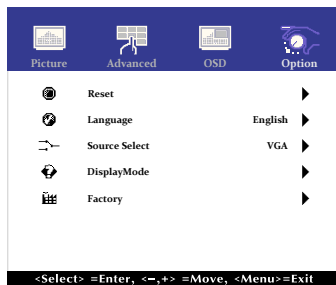 Picture Advanced OSD Option
Reset
Language English
Source Select VGA
DisplayMode
Factory
<Select> =Enter, <−,+> =Move, <Menu>=Exit